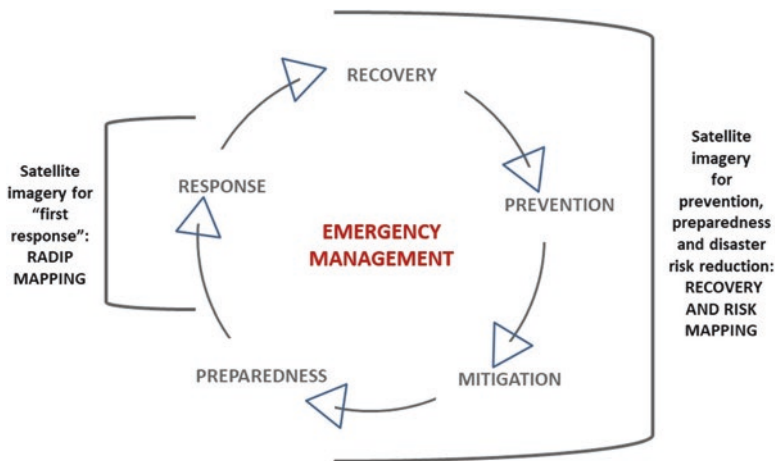 RECOVERY
Satellite
imagery for
“first
response”:
RADIP
MAPPING
RESPONSE
PREVENTION
EMERGENCY
MANAGEMENT
Satellite
imagery
for
prevention,
preparedness
and disaster
risk reduction:
RECOVERY
AND RISK
MAPPING
PREPAREDNESS
MITIGATION